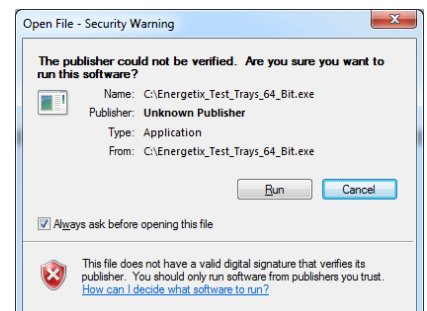 Open File - Security Warning
The publisher could not be verified. Are you sure you want to
run this software?
Name: C:\Energetix_Test_Trays_64_Bit.exe
Publisher: Unknown Publisher
Type: Application
From: C:\Energetix_Test_Trays_64_Bit.exe
Run Cancel
Always ask before opening this file
This file does not have a valid digital signature that verifies its
publisher. You should only run software from publishers you trust.
How can I decide what software to run?